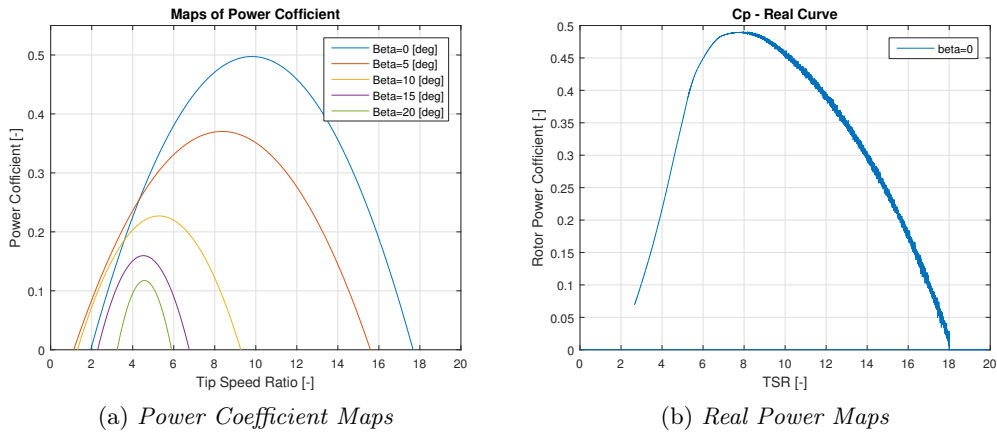 Maps of Power Cofficient
Power Cofficient [-]
0.5
0.4
0.3
0.2
0.1
0
Beta=0 [deg]
Beta=5 [deg]
Beta=10 [deg]
Beta=15 [deg]
Beta=20 [deg]
0 2 4 6 8 10 12 14 16 18 20
Tip Speed Ratio [-]
(a) Power Coefficient Maps
Cp - Real Curve
Rotor Power Cofficient [-]
0.5
0.45
0.4
0.35
0.3
0.25
0.2
0.15
0.1
0.05
0
beta=0
0 2 4 6 8 10 12 14 16 18 20
TSR [-]
(b) Real Power Maps